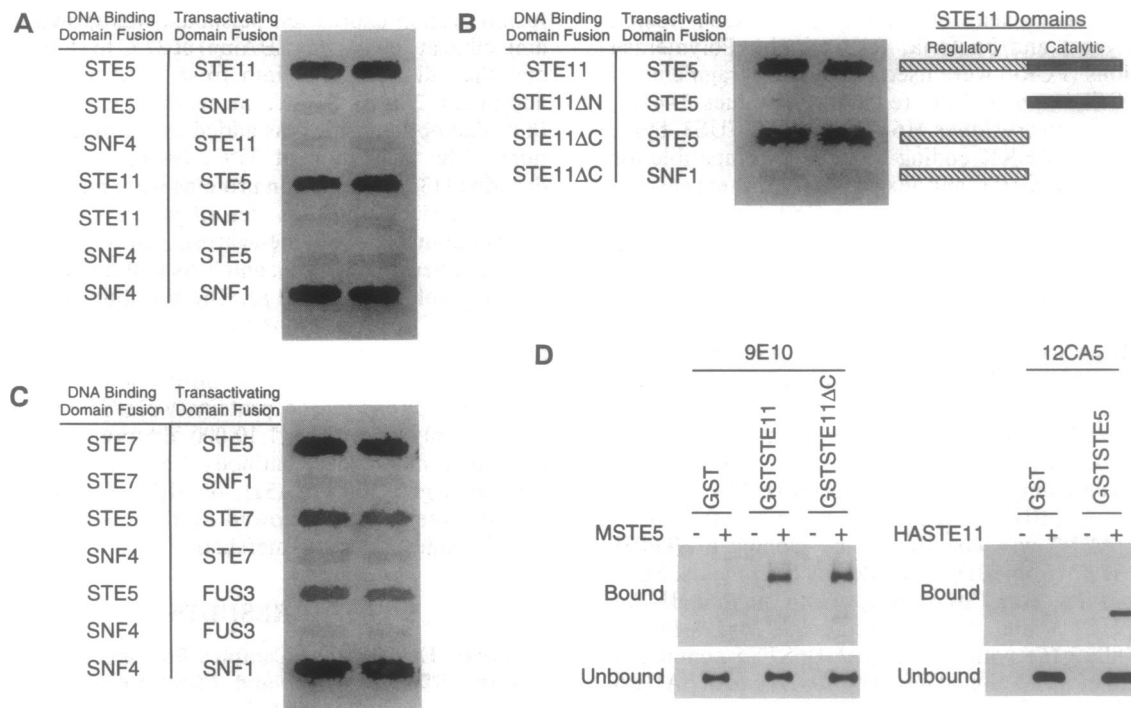 A
DNA Binding Domain Fusion | Transactivating Domain Fusion
STE5 | STE11
STE5 | SNF1
SNF4 | STE11
STE11 | STE5
STE11 | SNF1
SNF4 | STE5
SNF4 | SNF1
B
DNA Binding Domain Fusion | Transactivating Domain Fusion
STE11 | STE5
STE11ΔN | STE5
STE11ΔC | STE5
STE11ΔC | SNF1
STE11 Domains
Regulatory Catalytic
C
DNA Binding Domain Fusion | Transactivating Domain Fusion
STE7 | STE5
STE7 | SNF1
STE5 | STE7
SNF4 | STE7
STE5 | FUS3
SNF4 | FUS3
SNF4 | SNF1
D
9E10
GST GSTSTE11 GSTSTE11ΔC
MSTE5 - + - + - +
Bound
Unbound
12CA5
GST GSTSTE5
HASTE11 - + - +
Bound
Unbound